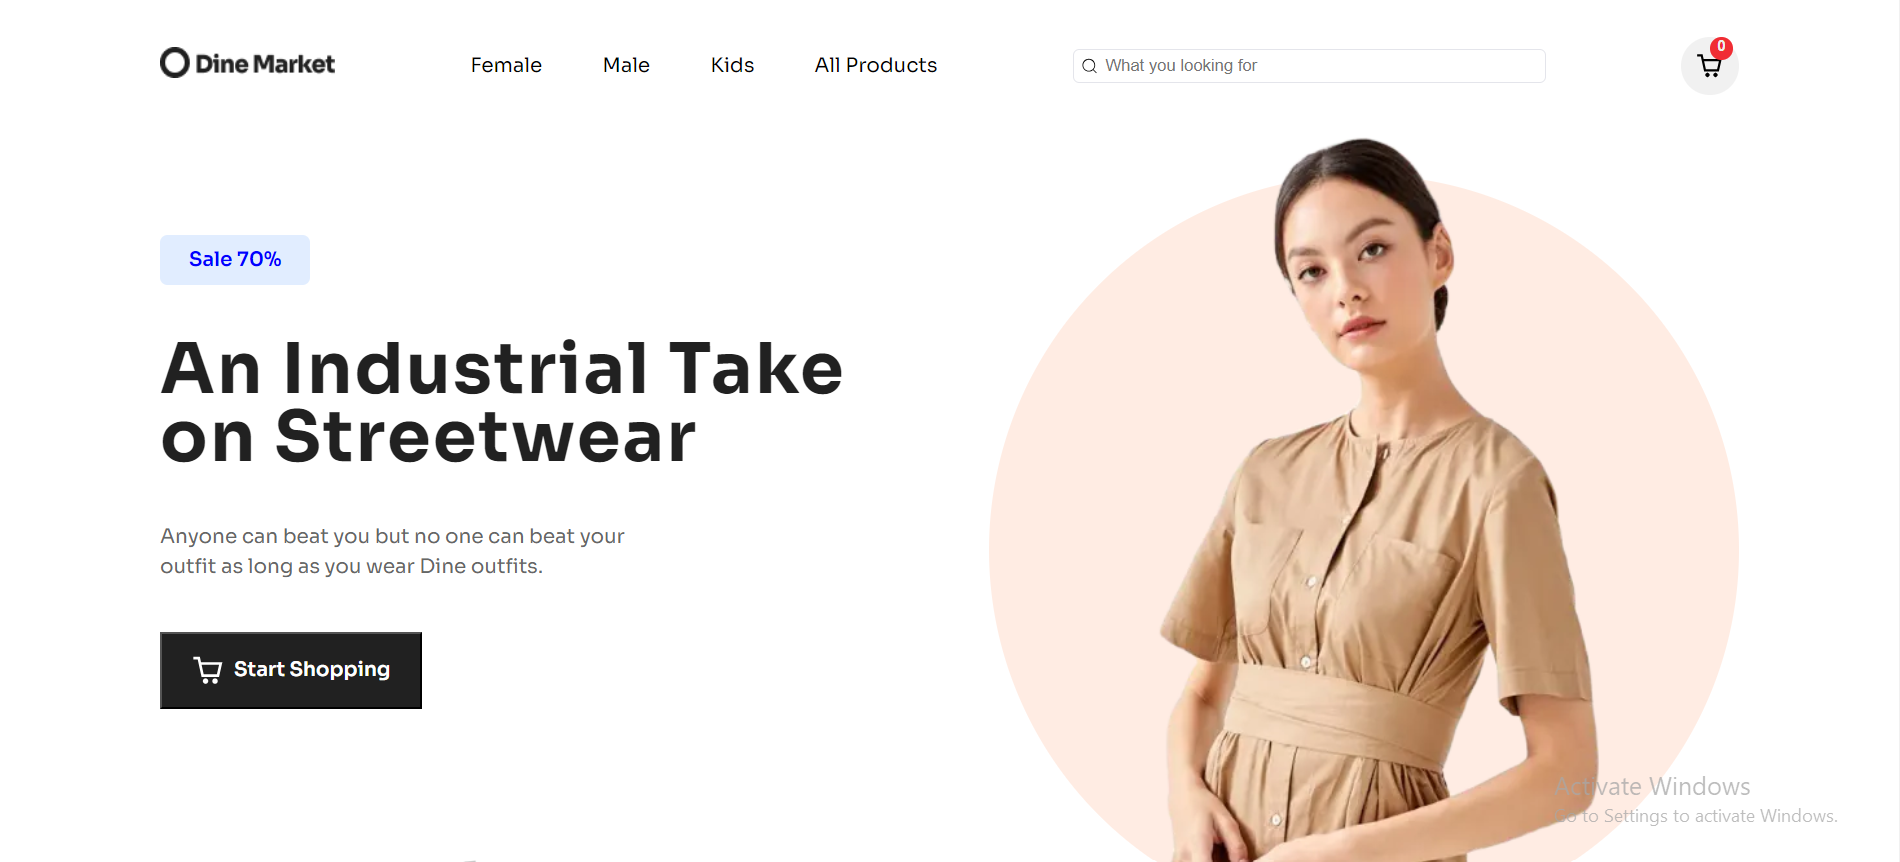 Dine Market
Female
Male
Kids
All Products
What you looking for
0
Sale 70%
An Industrial Take
on Streetwear
Anyone can beat you but no one can beat your
outfit as long as you wear Dine outfits.
Start Shopping
Activate Windows
Go to Settings to activate Windows.